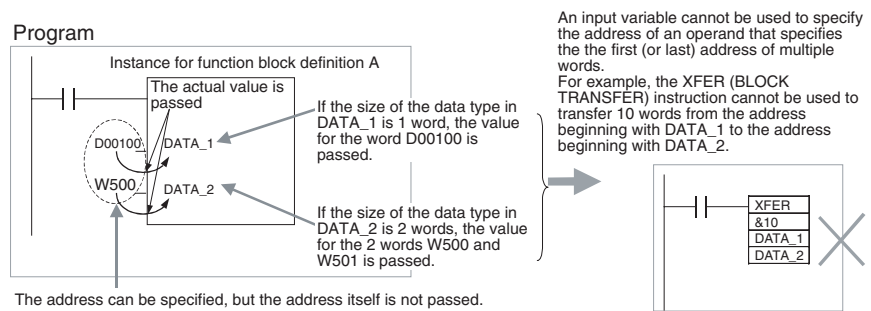 Program
Instance for function block definition A
The actual value is
passed
D00100
DATA_1
W500
DATA_2
If the size of the data type in
DATA_1 is 1 word, the value
for the word D00100 is
passed.
If the size of the data type in
DATA_2 is 2 words, the value
for the 2 words W500 and
W501 is passed.
The address can be specified, but the address itself is not passed.
An input variable cannot be used to specify
the address of an operand that specifies
the the first (or last) address of multiple
words.
For example, the XFER (BLOCK
TRANSFER) instruction cannot be used to
transfer 10 words from the address
beginning with DATA_1 to the address
beginning with DATA_2.
XFER
&10
DATA_1
DATA_2